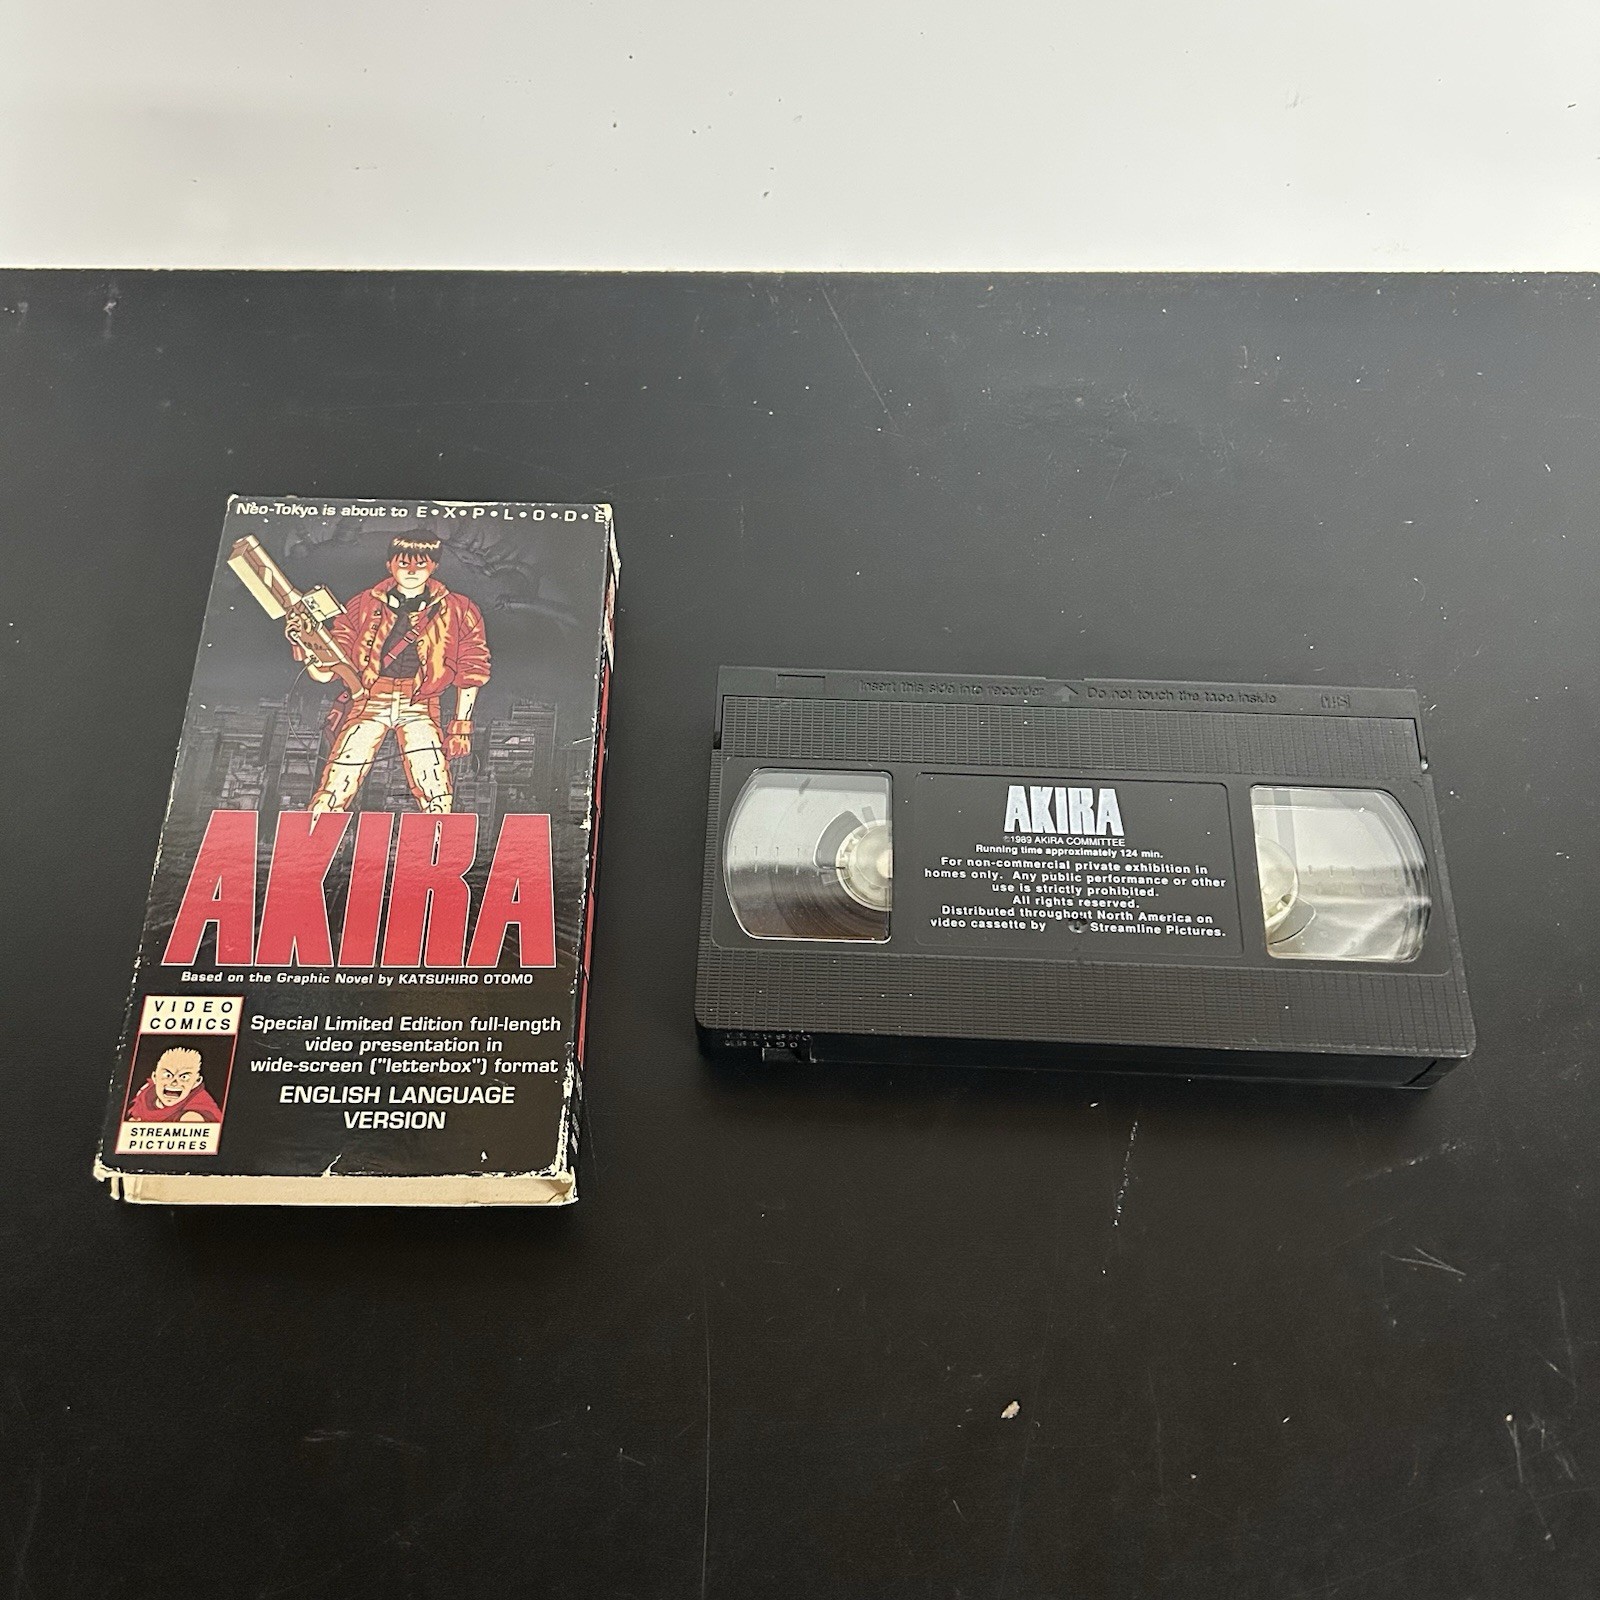 Neo-Tokyo is about to E•X•P•L•O•D•E
AKIRA
Based on the Graphic Novel by KATSUHIRO OTOMO
VIDEO
COMICS
STREAMLINE
PICTURES
Special Limited Edition full-length
video presentation in
wide-screen ("letterbox") format
ENGLISH LANGUAGE
VERSION
Insert this side into recorder Do not touch the tape inside VHS
AKIRA
©1989 AKIRA COMMITTEE
Running time approximately 124 min.
For non-commercial private exhibition in
homes only. Any public performance or other
use is strictly prohibited.
All rights reserved.
Distributed throughout North America on
video cassette by Streamline Pictures.